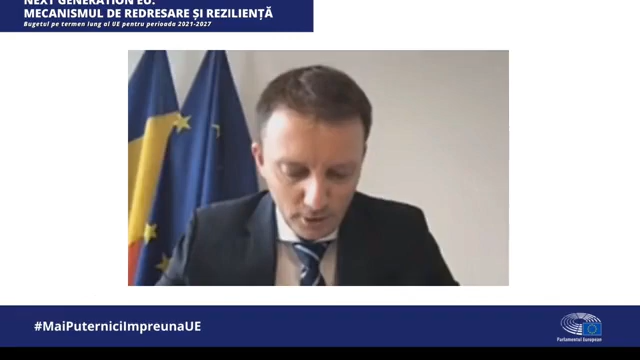 NEXT GENERATION EU:
MECANISMUL DE REDRESARE ȘI REZILIENȚĂ
Bugetul pe termen lung al UE pentru perioada 2021-2027
#MaiPuterniciImpreunaUE
Parlamentul European